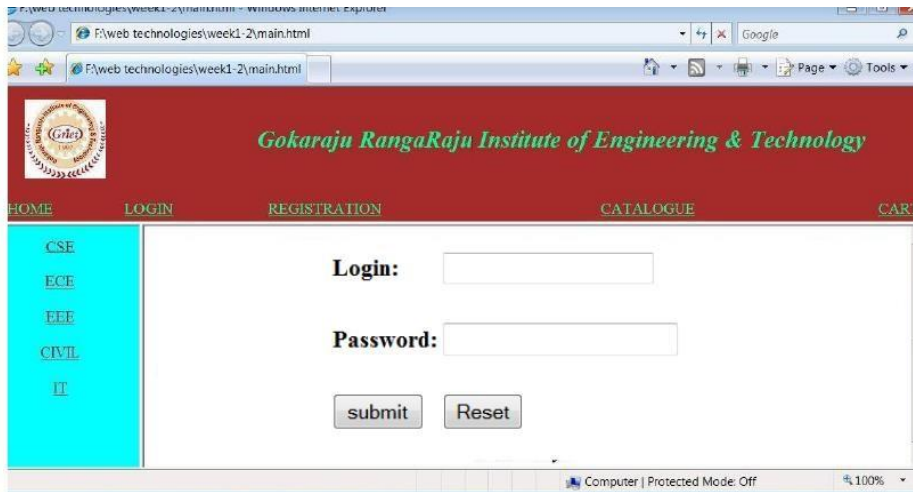 F:\web technologies\week1-2\main.html - Windows Internet Explorer
F:\web technologies\week1-2\main.html
Google
F:\web technologies\week1-2\main.html
Page
Tools
Griet
Gokaraju RangaRaju Institute of Engineering & Technology
HOME LOGIN REGISTRATION CATALOGUE CAR
CSE
ECE
EEE
CIVIL
IT
Login:
Password:
submit Reset
Computer | Protected Mode: Off
100%